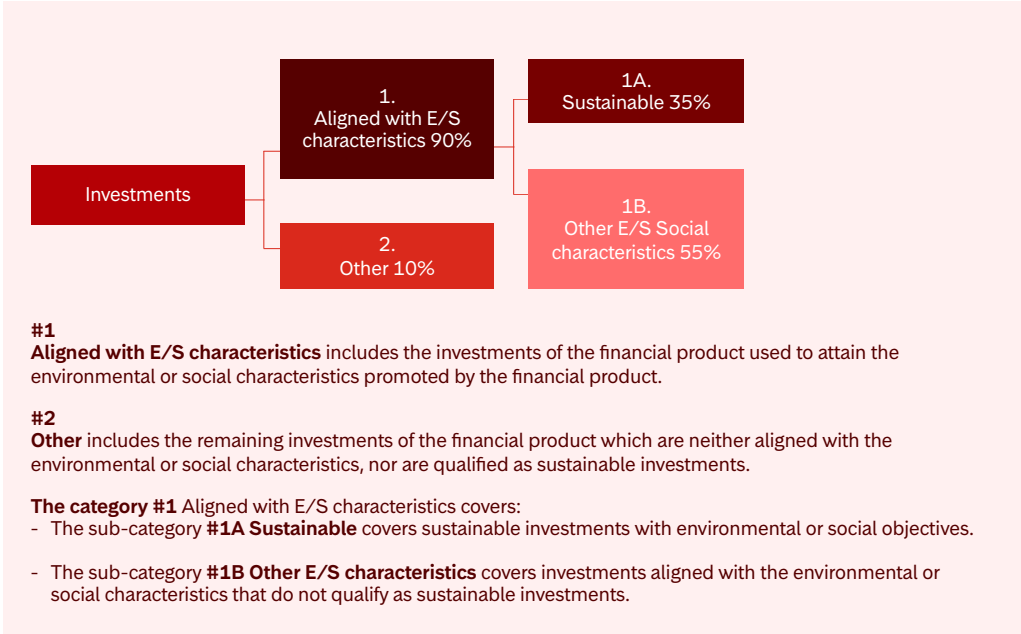 1.
Aligned with E/S
characteristics 90%
1A.
Sustainable 35%
Investments
1B.
Other E/S Social
characteristics 55%
2.
Other 10%
#1
Aligned with E/S characteristics includes the investments of the financial product used to attain the
environmental or social characteristics promoted by the financial product.
#2
Other includes the remaining investments of the financial product which are neither aligned with the
environmental or social characteristics, nor are qualified as sustainable investments.
The category #1 Aligned with E/S characteristics covers:
- The sub-category #1A Sustainable covers sustainable investments with environmental or social objectives.
- The sub-category #1B Other E/S characteristics covers investments aligned with the environmental or
social characteristics that do not qualify as sustainable investments.